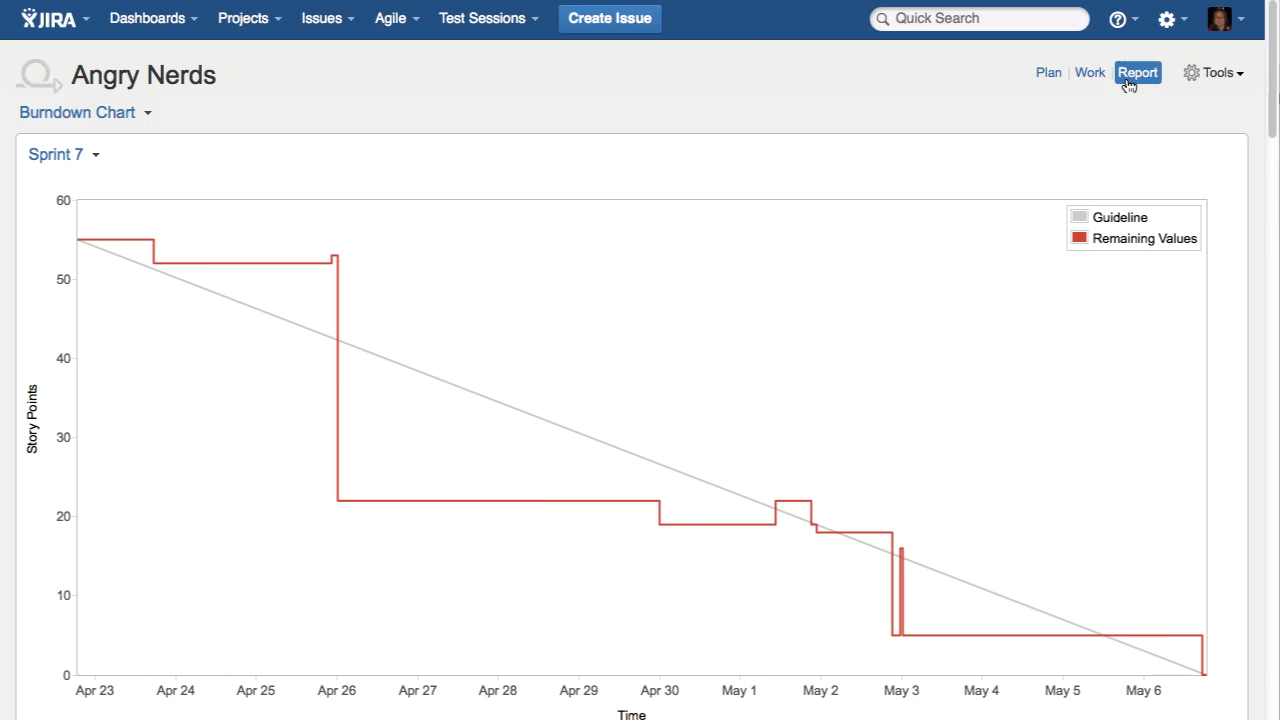 JIRA Dashboards Projects Issues Agile Test Sessions Create Issue Quick Search
Angry Nerds Plan Work Report Tools
Burndown Chart
Sprint 7
60
50
40
30
20
10
0
Story Points
Guideline
Remaining Values
Apr 23 Apr 24 Apr 25 Apr 26 Apr 27 Apr 28 Apr 29 Apr 30 May 1 May 2 May 3 May 4 May 5 May 6
Time